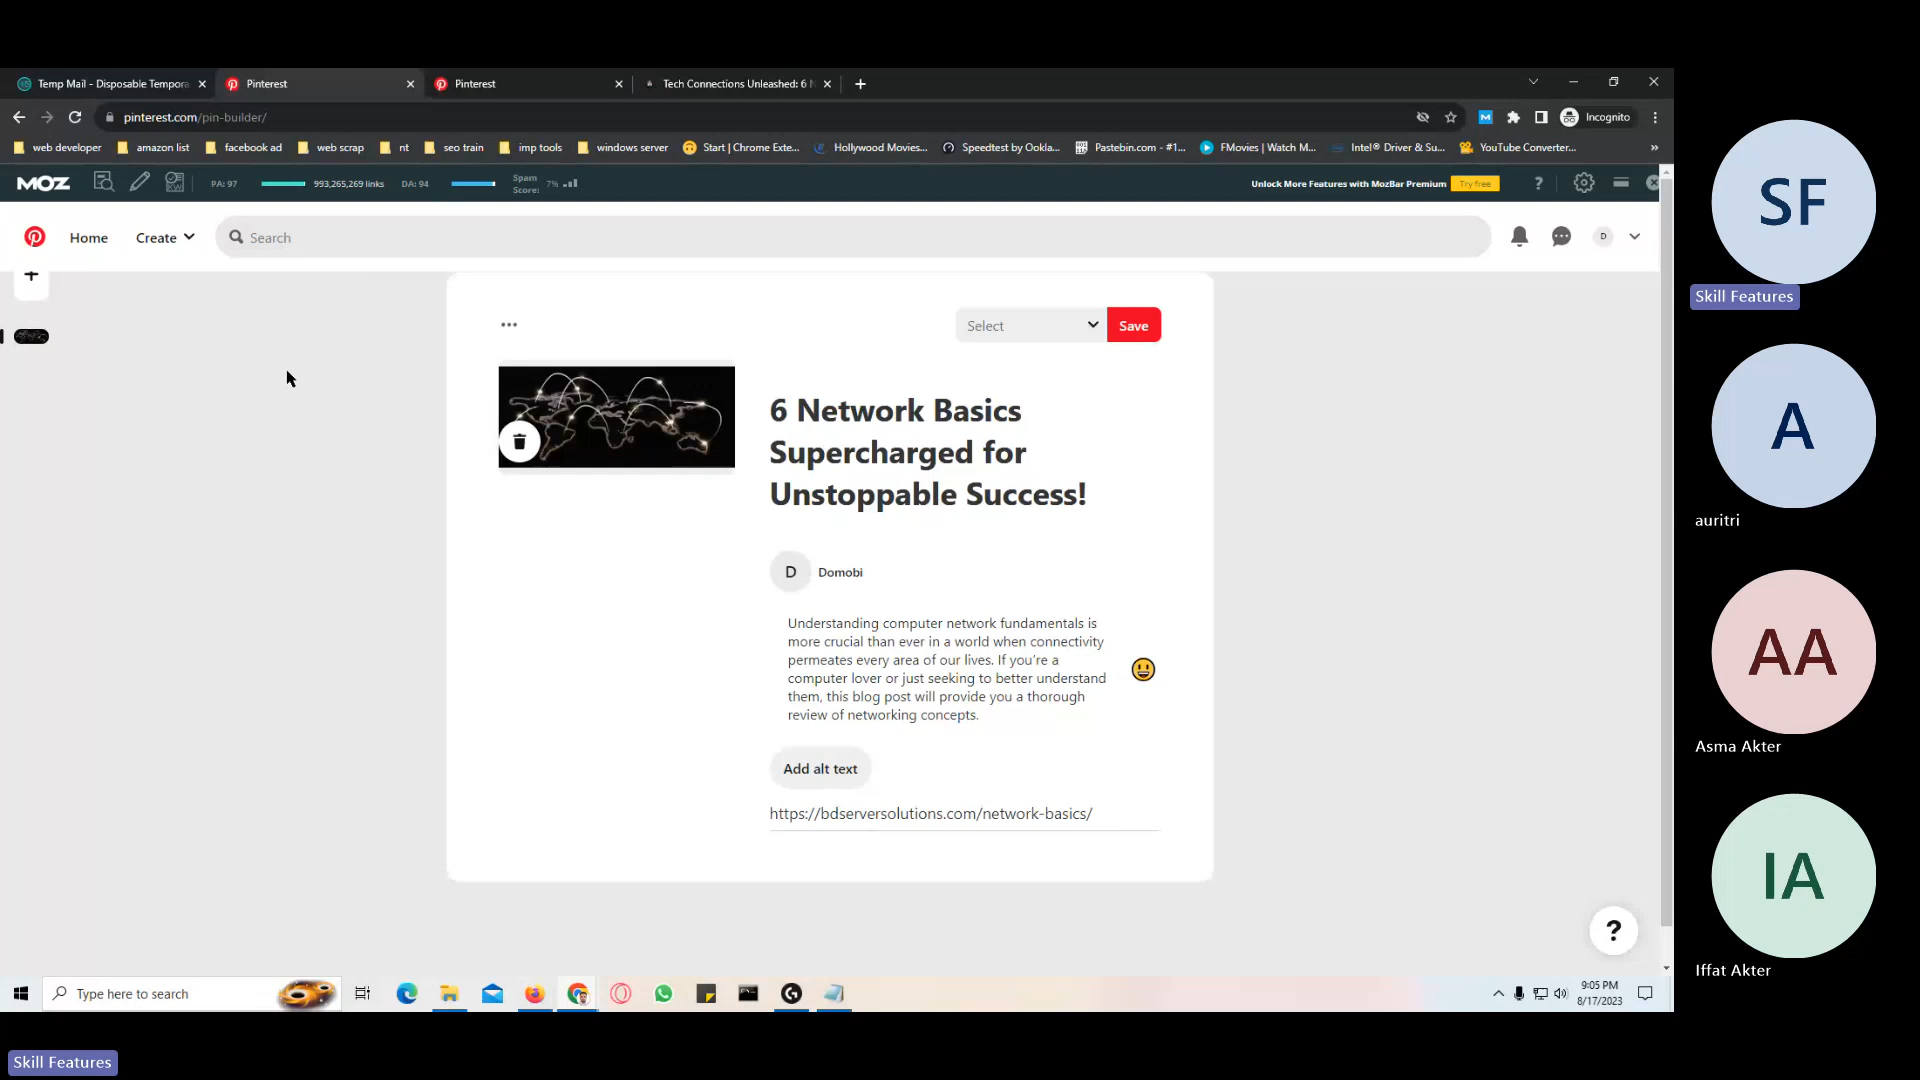 Temp Mail - Disposable Tempora
Pinterest
Pinterest
Tech Connections Unleashed: 6 N
pinterest.com/pin-builder/
Incognito
web developer
amazon list
facebook ad
web scrap
nt
seo train
imp tools
windows server
Start | Chrome Exte...
Hollywood Movies...
Speedtest by Ookla...
Pastebin.com - #1...
FMovies | Watch M...
Intel® Driver & Su...
YouTube Converter...
»
MOZ
PA: 97
993,265,269 links
DA: 94
Spam Score: 7%
Unlock More Features with MozBar Premium
Try free
?
Home
Create
Search
D
Select
Save
6 Network Basics
Supercharged for
Unstoppable Success!
D
Domobi
Understanding computer network fundamentals is
more crucial than ever in a world when connectivity
permeates every area of our lives. If you're a
computer lover or just seeking to better understand
them, this blog post will provide you a thorough
review of networking concepts.
Add alt text
https://bdserversolutions.com/network-basics/
?
Type here to search
9:05 PM
8/17/2023
SF
Skill Features
A
auritri
AA
Asma Akter
IA
Iffat Akter
Skill Features